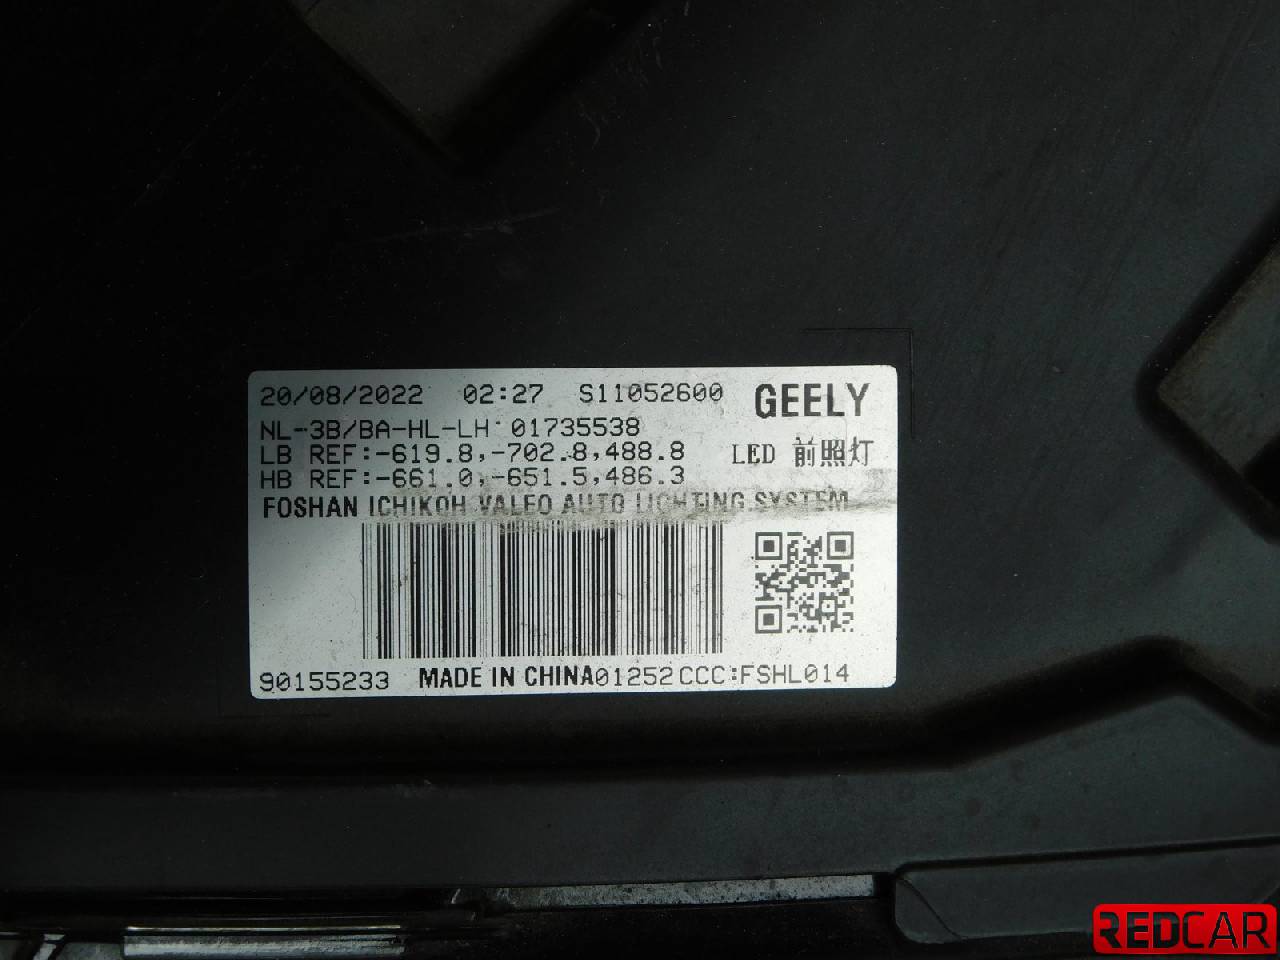 20/08/2022 02:27 S11052600 GEELY
NL-3B/BA-HL-LH 01735538
LB REF:-619.8,-702.8,488.8 LED 前照灯
HB REF:-661.0,-651.5,486.3
FOSHAN ICHIKOH VALEO AUTO LIGHTING SYSTEM
90155233 MADE IN CHINA 01252 CCC:FSHL014
REDCAR